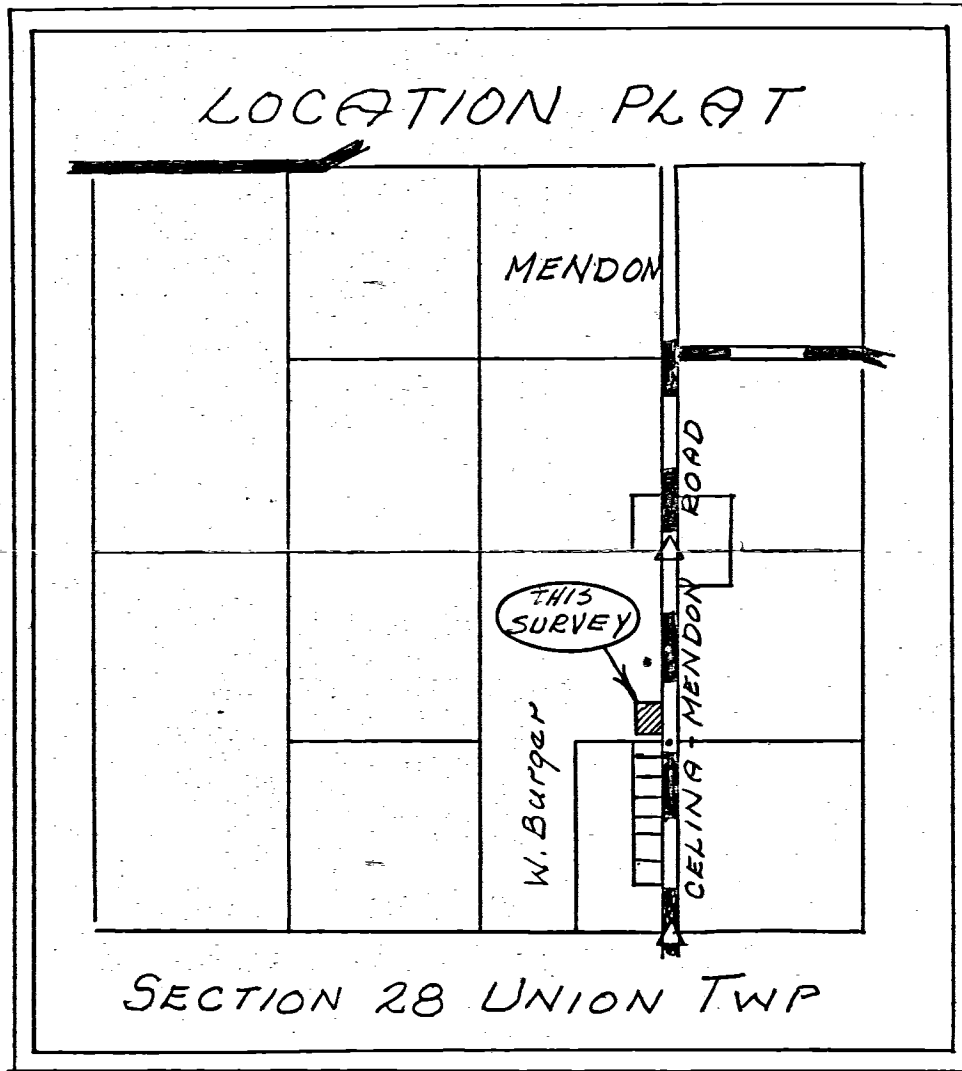 LOCATION PLAT
MENDON
CELINA-MENDON ROAD
THIS
SURVEY
W. Burger
SECTION 28 UNION TWP